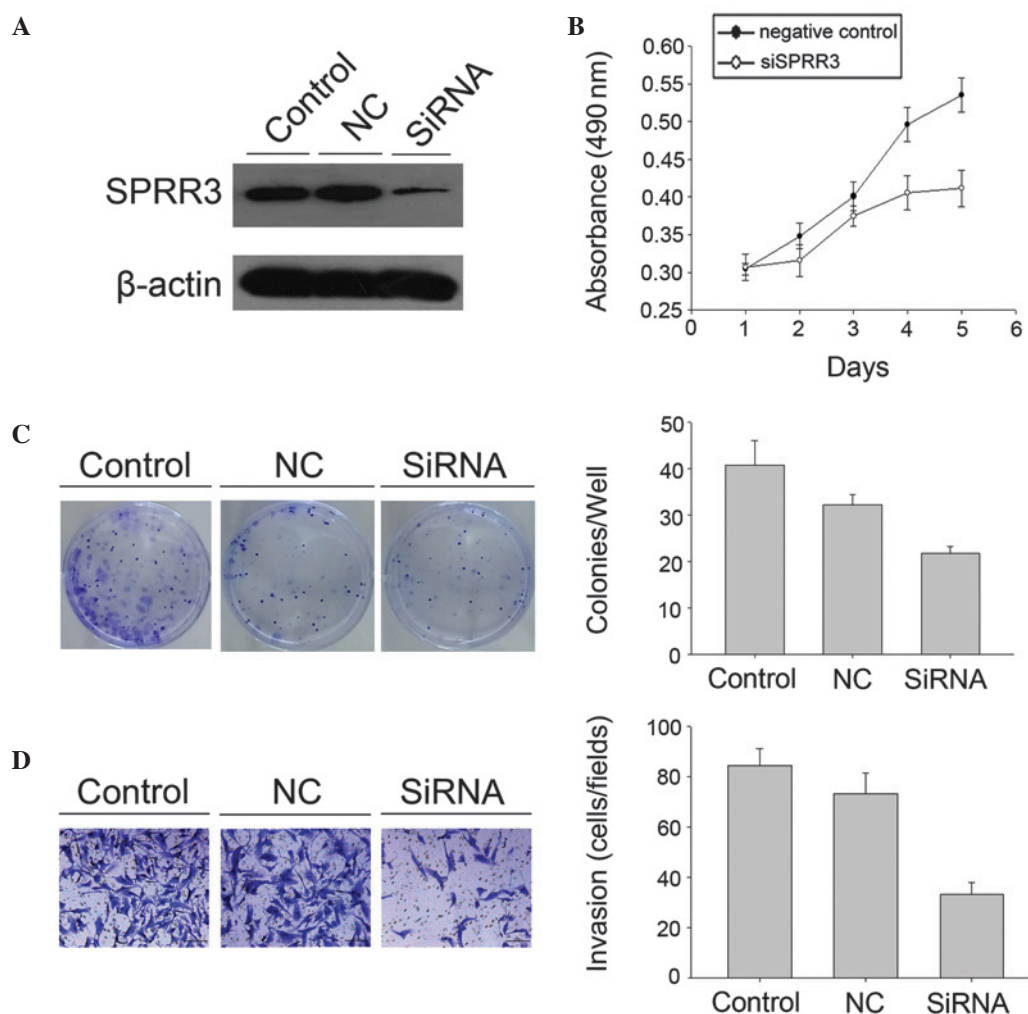 A
Control
NC
SiRNA
SPRR3
β-actin
B
negative control
siSPRR3
Absorbance (490 nm)
0.60
0.55
0.50
0.45
0.40
0.35
0.30
0.25
0 1 2 3 4 5 6
Days
C
Control NC SiRNA
Colonies/Well
50
40
30
20
10
0
Control NC SiRNA
D
Control NC SiRNA
Invasion (cells/fields)
100
80
60
40
20
0
Control NC SiRNA